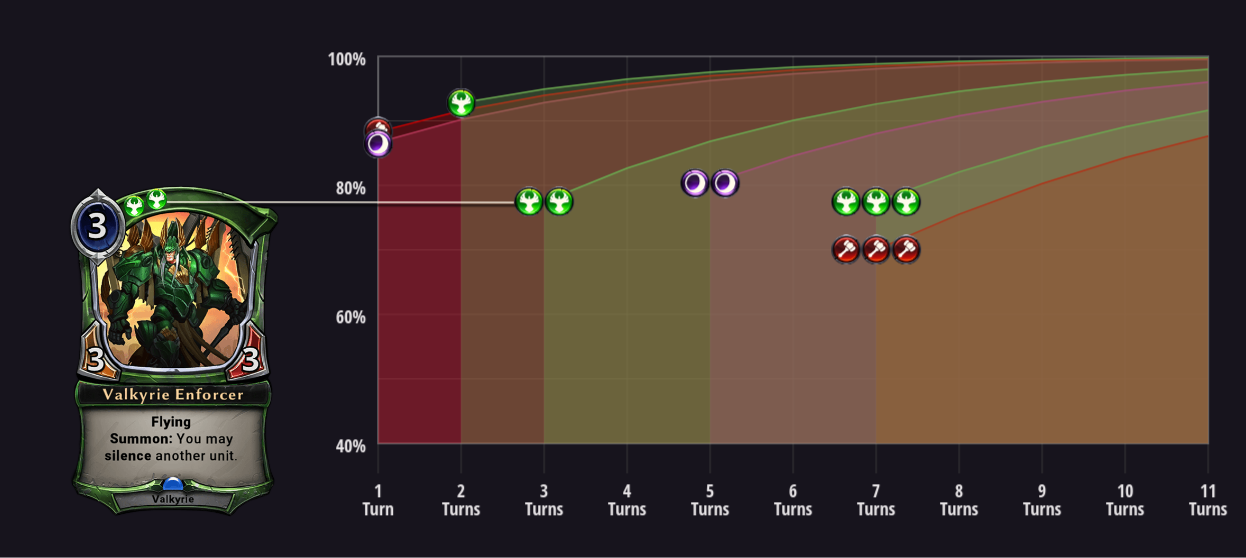 100%
80%
60%
40%
3
3
3
Valkyrie Enforcer
Flying
Summon: You may
silence another unit.
Valkyrie
1
Turn
2
Turns
3
Turns
4
Turns
5
Turns
6
Turns
7
Turns
8
Turns
9
Turns
10
Turns
11
Turns